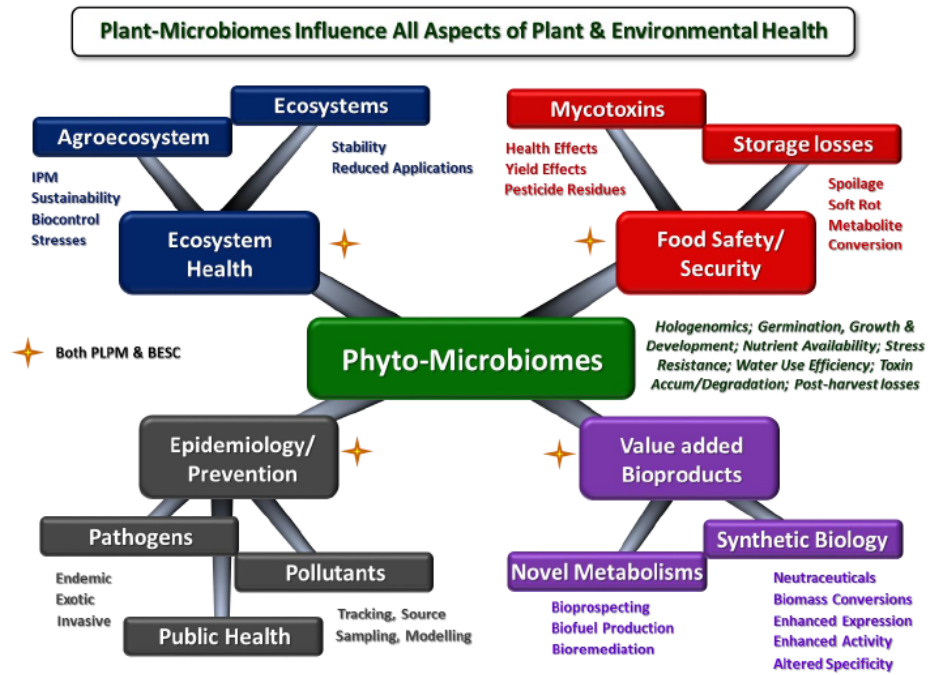 Plant-Microbiomes Influence All Aspects of Plant & Environmental Health
Ecosystems
Agroecosystem
Stability
Reduced Applications
IPM
Sustainability
Biocontrol
Stresses
Ecosystem
Health
Mycotoxins
Storage losses
Health Effects
Yield Effects
Pesticide Residues
Spoilage
Soft Rot
Metabolite
Conversion
Food Safety/
Security
Both PLPM & BESC
Phyto-Microbiomes
Hologenomics; Germination, Growth &
Development; Nutrient Availability; Stress
Resistance; Water Use Efficiency; Toxin
Accum/Degradation; Post-harvest losses
Epidemiology/
Prevention
Pathogens
Endemic
Exotic
Invasive
Pollutants
Tracking, Source
Sampling, Modelling
Public Health
Value added
Bioproducts
Novel Metabolisms
Bioprospecting
Biofuel Production
Bioremediation
Synthetic Biology
Neutraceuticals
Biomass Conversions
Enhanced Expression
Enhanced Activity
Altered Specificity